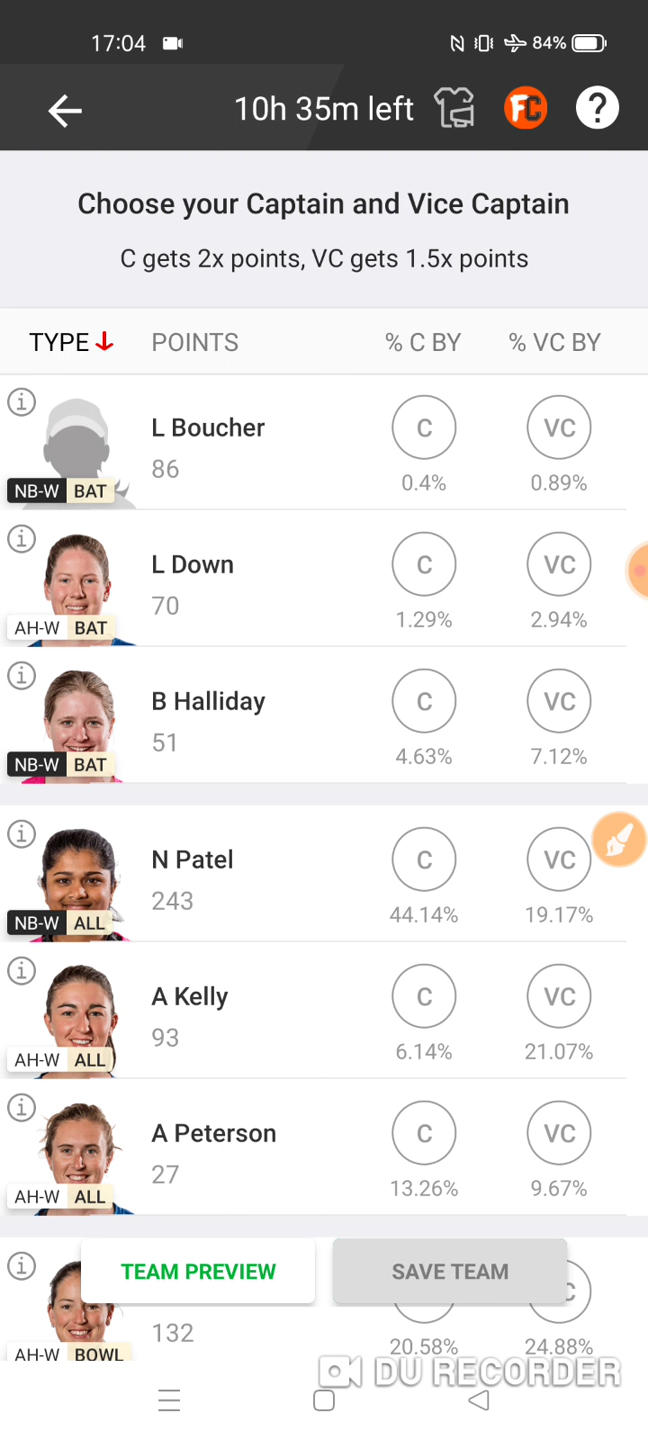 17:04
84%
10h 35m left
FC
?
Choose your Captain and Vice Captain
C gets 2x points, VC gets 1.5x points
TYPE POINTS % C BY % VC BY
L Boucher
86
NB-W BAT
C
0.4%
VC
0.89%
L Down
70
AH-W BAT
C
1.29%
VC
2.94%
B Halliday
51
NB-W BAT
C
4.63%
VC
7.12%
N Patel
243
NB-W ALL
C
44.14%
VC
19.17%
A Kelly
93
AH-W ALL
C
6.14%
VC
21.07%
A Peterson
27
AH-W ALL
C
13.26%
VC
9.67%
TEAM PREVIEW
SAVE TEAM
132
AH-W BOWL
20.58%
24.88%
DU RECORDER